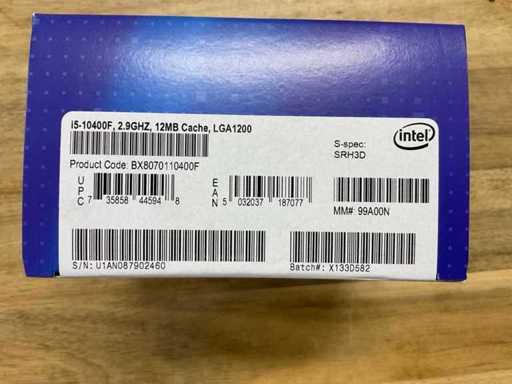 i5-10400F, 2.9GHZ, 12MB Cache, LGA1200
intel
S-spec:
SRH3D
Product Code: BX8070110400F
UPC
7 35858 44594 8
EAN
5 032037 187077
MM# 99A00N
S/N: U1AN087902460
Batch#: X133D582